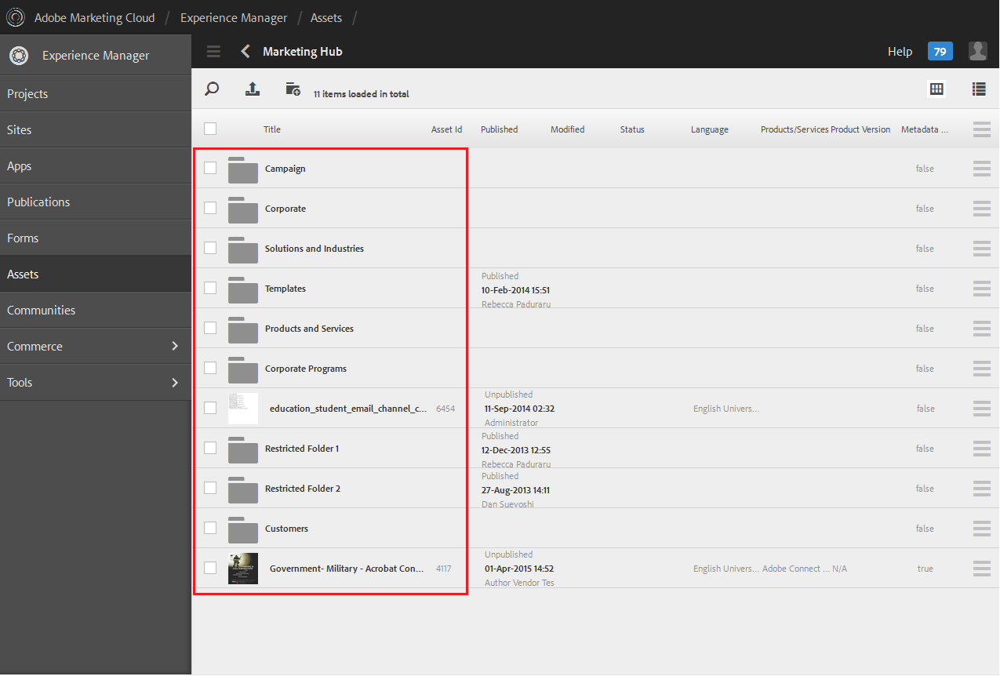 Adobe Marketing Cloud / Experience Manager / Assets /
Experience Manager
Marketing Hub
Help
79
Projects
Sites
Apps
Publications
Forms
Assets
Communities
Commerce
Tools
11 items loaded in total
Title Asset Id Published Modified Status Language Products/Services Product Version Metadata ...
Campaign false
Corporate false
Solutions and Industries false
Published
Templates 10-Feb-2014 15:51 false
Rebecca Paduraru
Products and Services false
Corporate Programs false
Unpublished
education_student_email_channel_c... 6454 11-Sep-2014 02:32 English Univers... false
Administrator
Published
Restricted Folder 1 12-Dec-2013 12:55 false
Rebecca Paduraru
Published
Restricted Folder 2 27-Aug-2013 14:11 false
Dan Suevoshi
Customers false
Unpublished
Government- Military - Acrobat Con... 4117 01-Apr-2015 14:52 English Univers... Adobe Connect ... N/A true
Author Vendor Tes